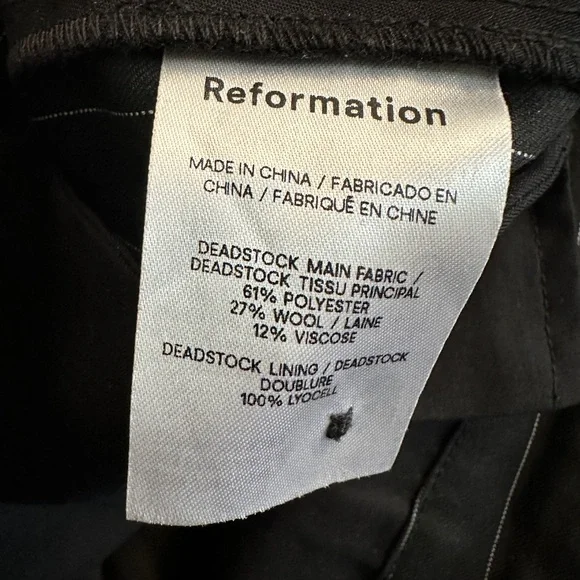 Reformation
MADE IN CHINA / FABRICADO EN
CHINA / FABRIQUÉ EN CHINE
DEADSTOCK MAIN FABRIC /
DEADSTOCK TISSU PRINCIPAL
61% POLYESTER
27% WOOL / LAINE
12% VISCOSE
DEADSTOCK LINING / DEADSTOCK
DOUBLURE
100% LYOCELL